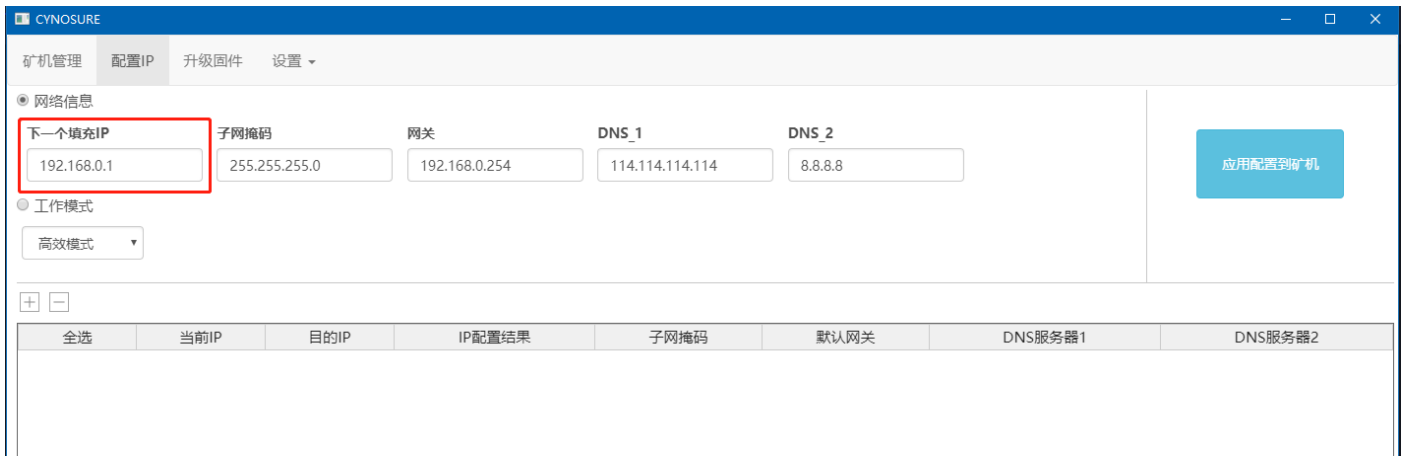 CYNOSURE
矿机管理 配置IP 升级固件 设置
网络信息
下一个填充IP 子网掩码 网关 DNS_1 DNS_2
192.168.0.1 255.255.255.0 192.168.0.254 114.114.114.114 8.8.8.8
应用配置到矿机
工作模式
高效模式
全选 当前IP 目的IP IP配置结果 子网掩码 默认网关 DNS服务器1 DNS服务器2